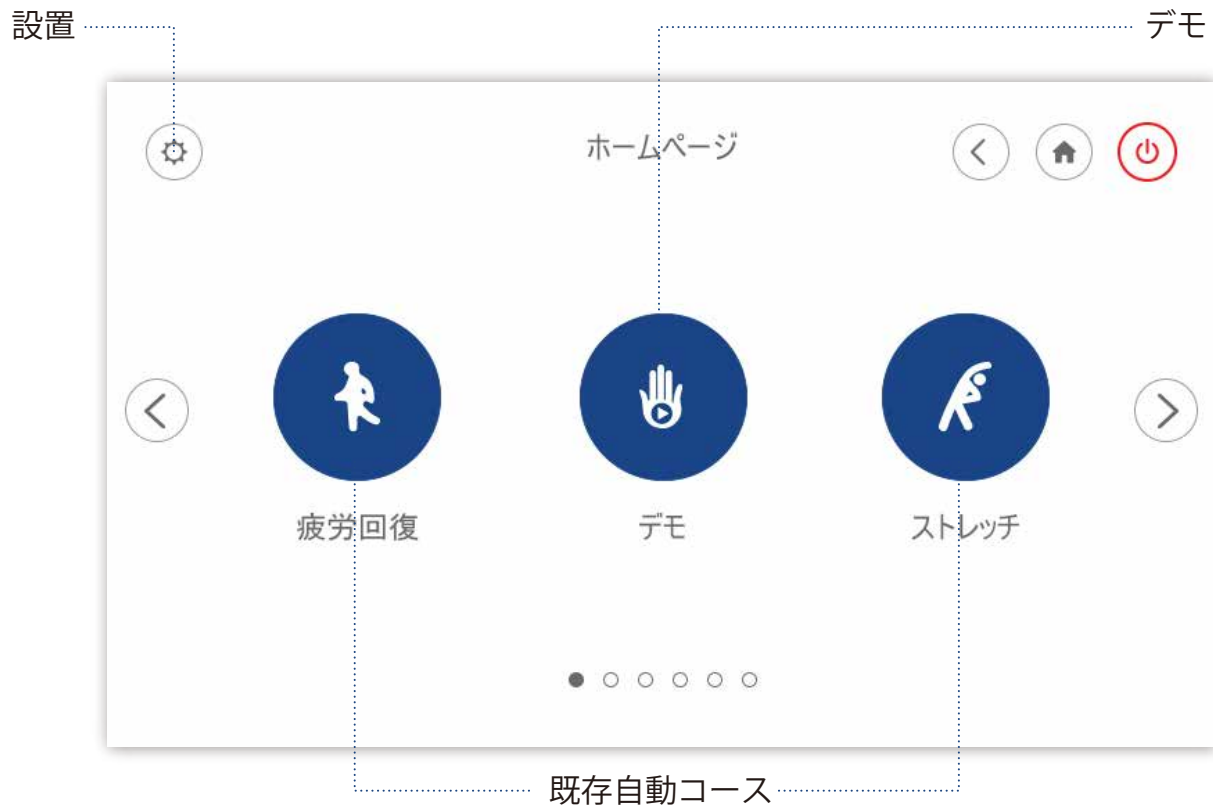 設置
デモ
ホームページ
疲労回復
デモ
ストレッチ
既存自動コース